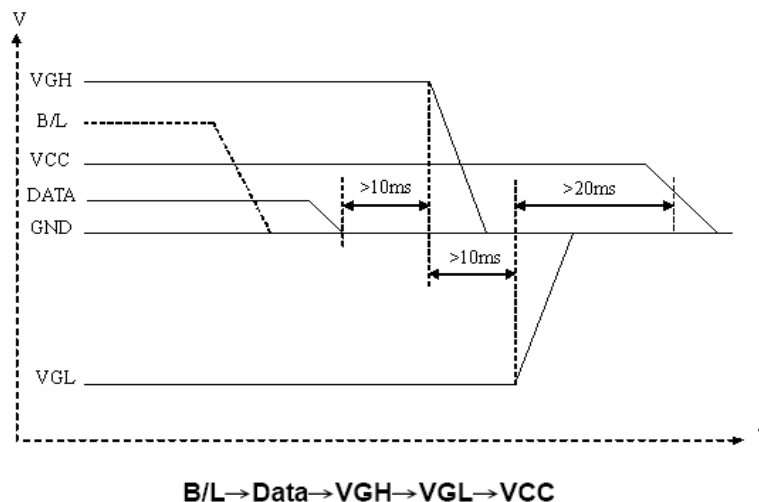 V
VGH
B/L
VCC
DATA
>10ms
>20ms
GND
>10ms
VGL
B/L→Data→VGH→VGL→VCC